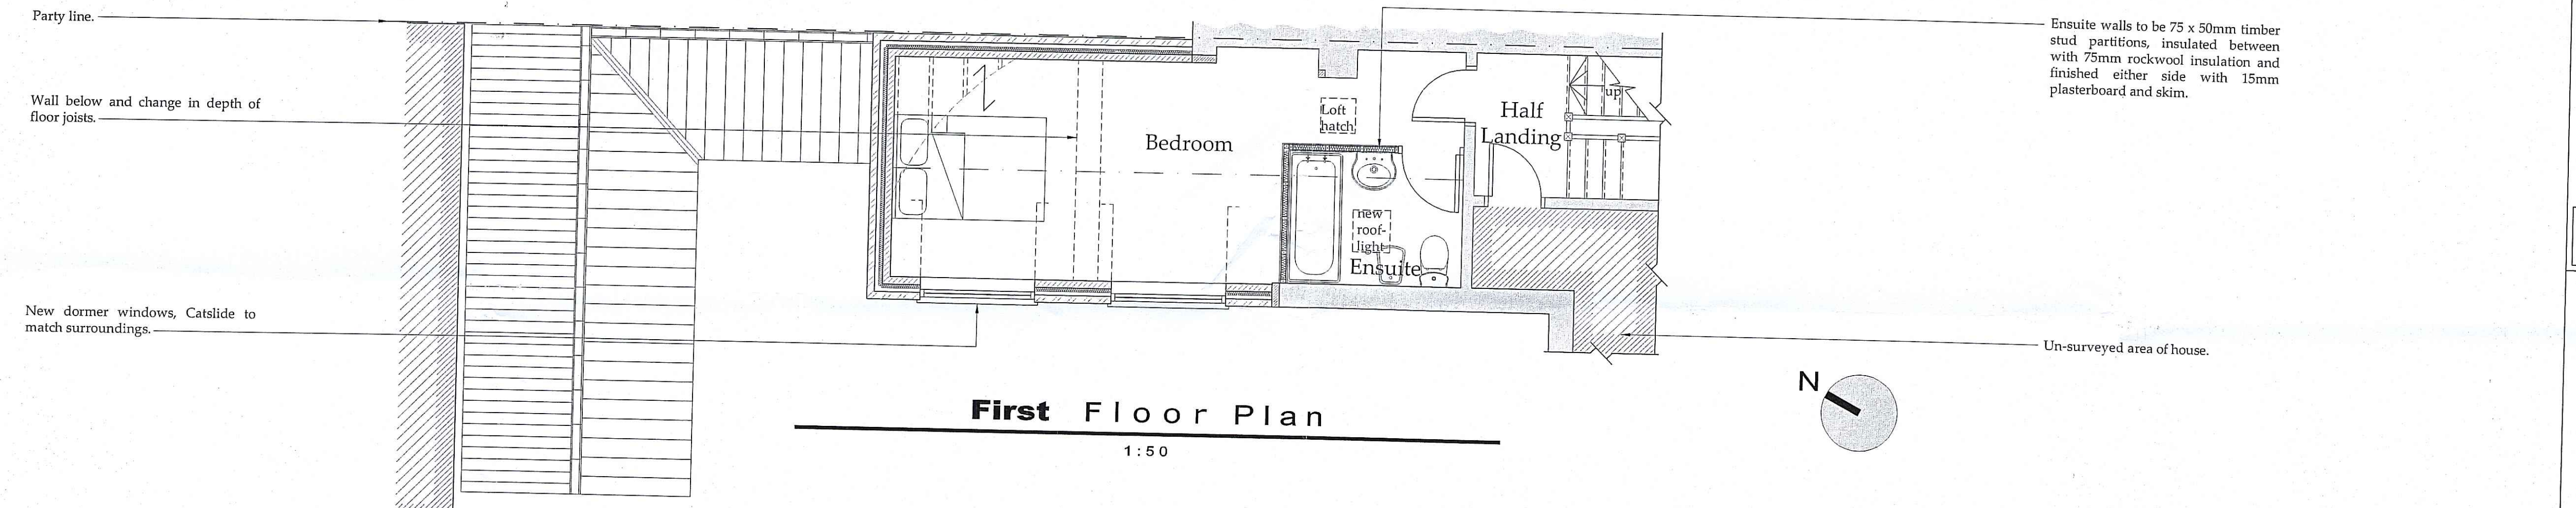 Party line.
Wall below and change in depth of
floor joists.
New dormer windows, Catslide to
match surroundings.
Bedroom
Loft
hatch
Half
Landing
up
new
roof-
light
Ensuite
Ensuite walls to be 75 x 50mm timber
stud partitions, insulated between
with 75mm rockwool insulation and
finished either side with 15mm
plasterboard and skim.
Un-surveyed area of house.
N
First Floor Plan
1:50